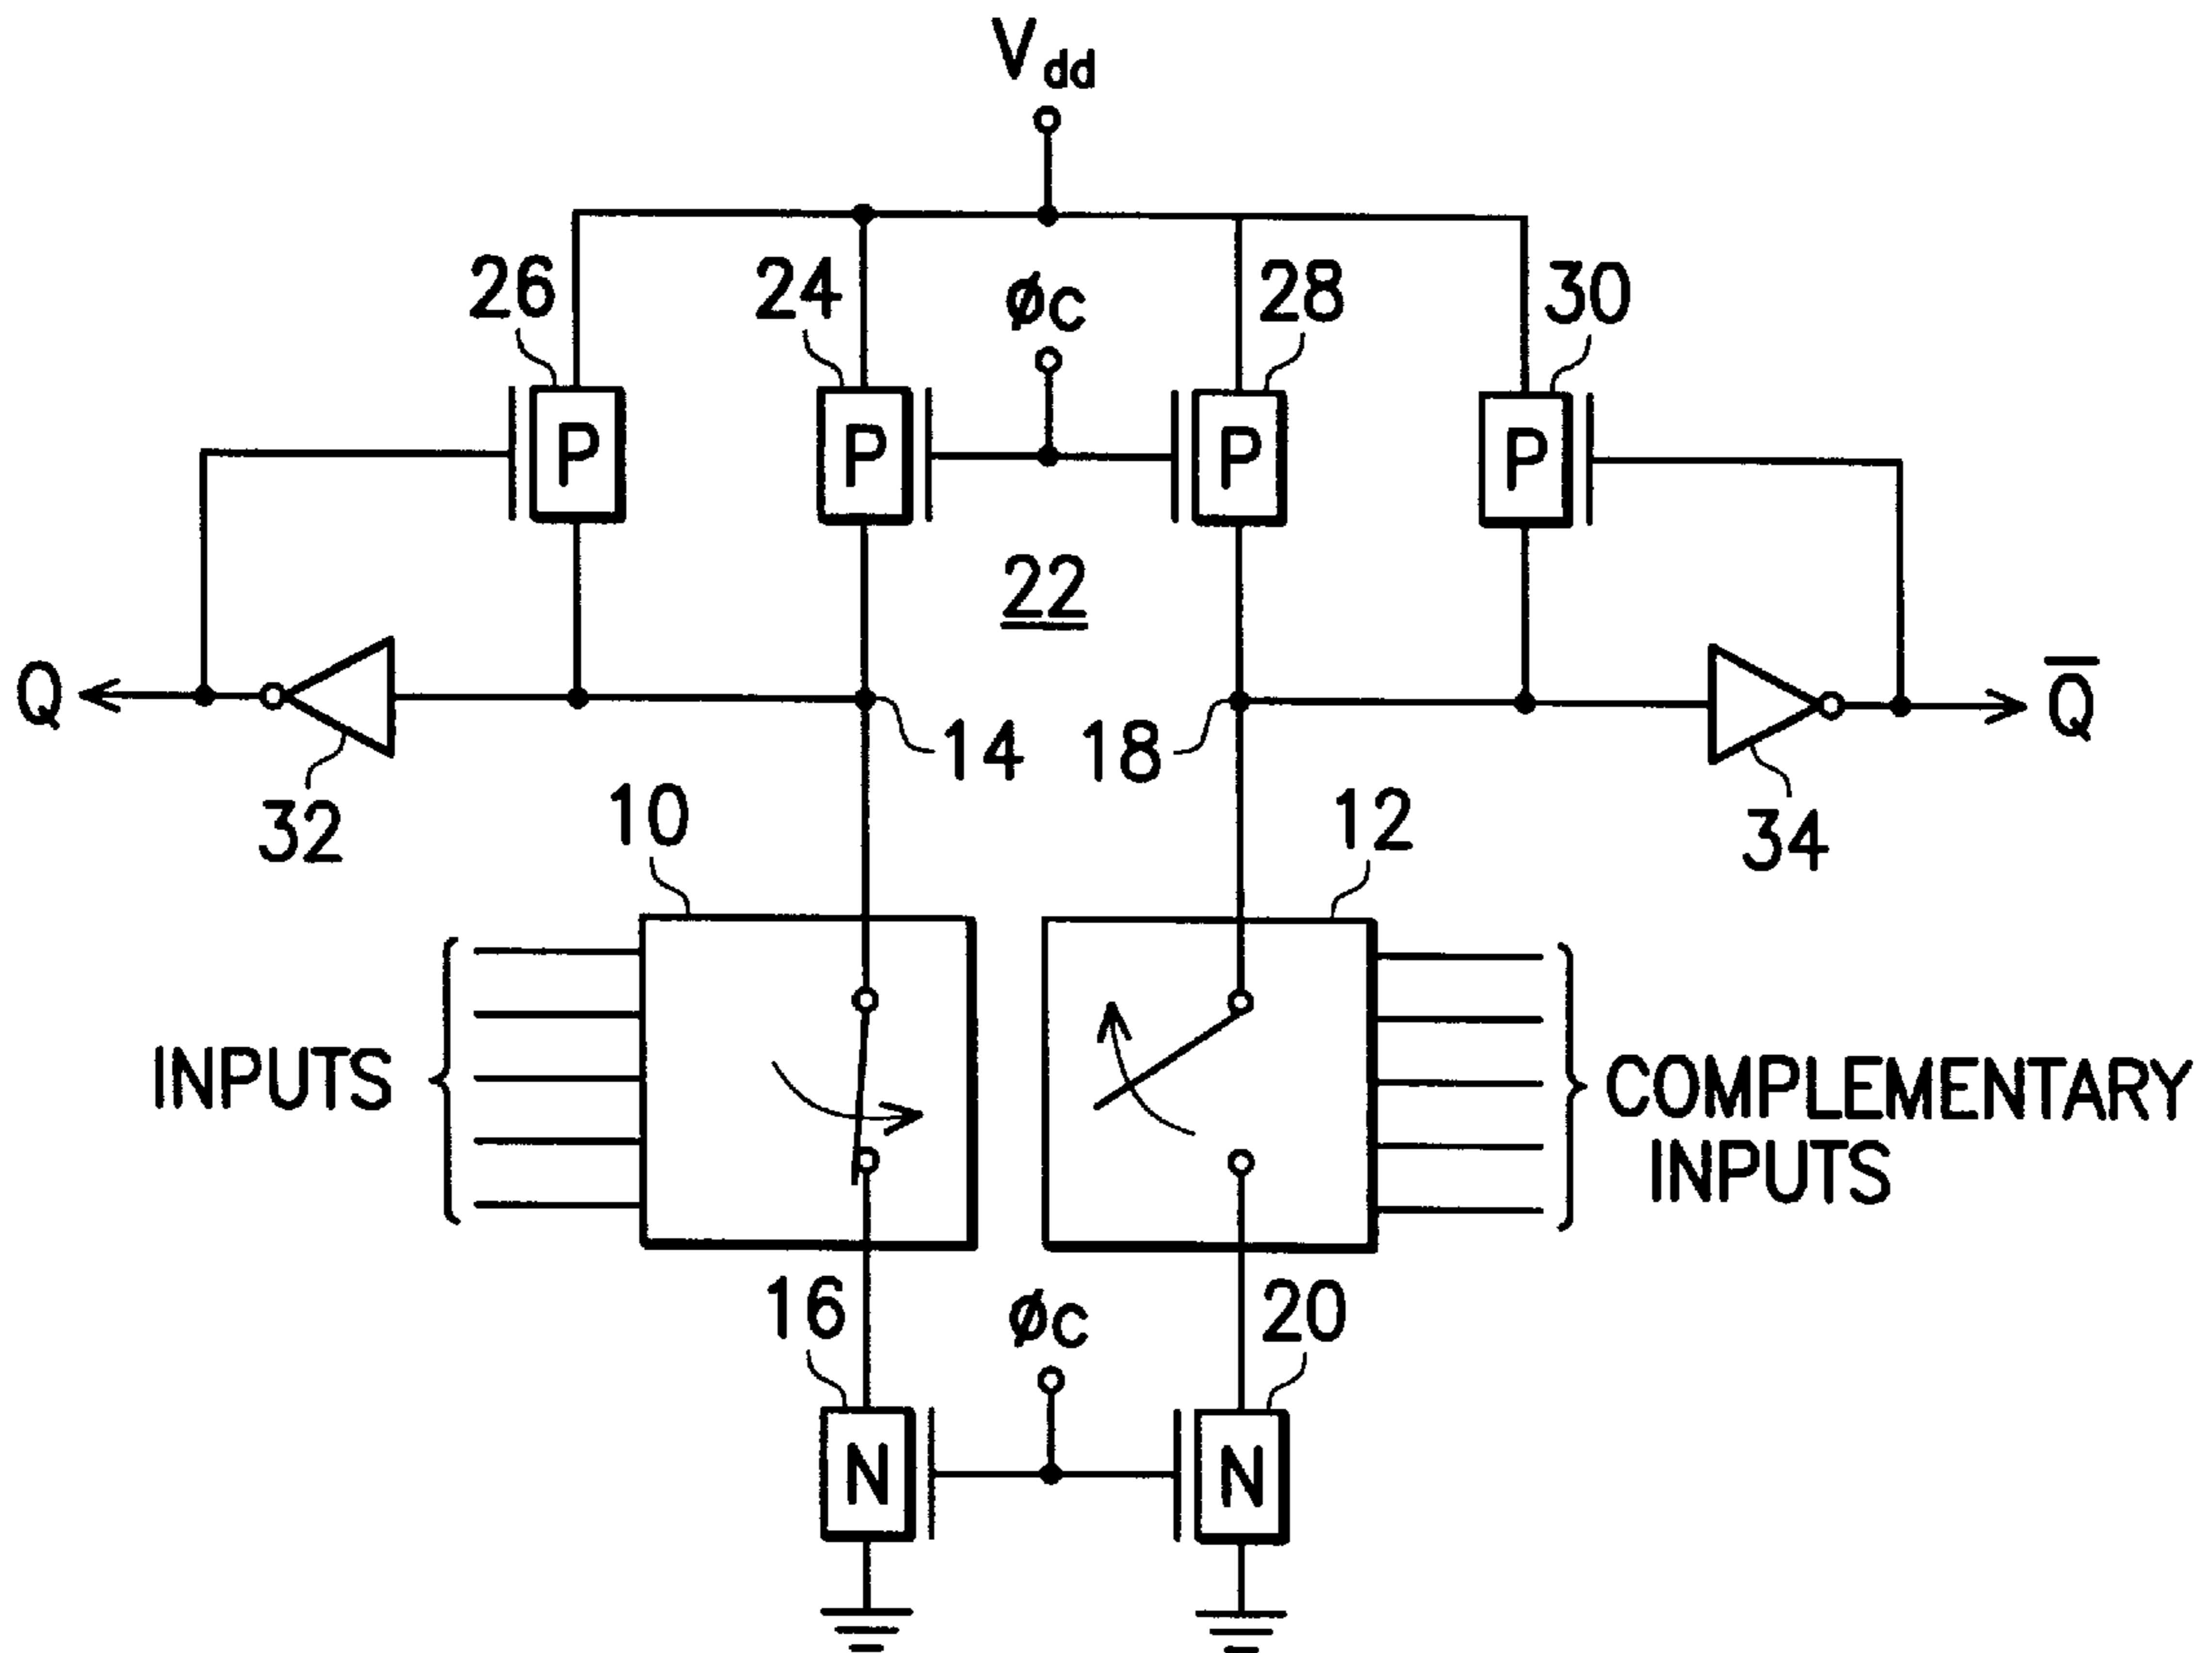 Vdd
26
24
φc
28
30
P
P
P
P
22
Q
14
18
Q̅
32
10
12
34
INPUTS
COMPLEMENTARY
INPUTS
16
φc
20
N
N